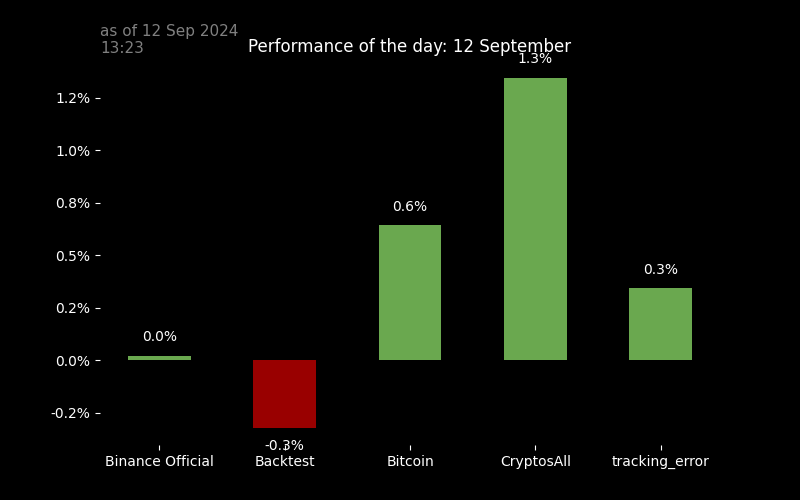 as of 12 Sep 2024
13:23
Performance of the day: 12 September
1.3%
1.2%
1.0%
0.8%
0.6%
0.5%
0.3%
0.2%
0.0%
0.0%
-0.2%
-0.3%
Binance Official
Backtest
Bitcoin
CryptosAll
tracking_error